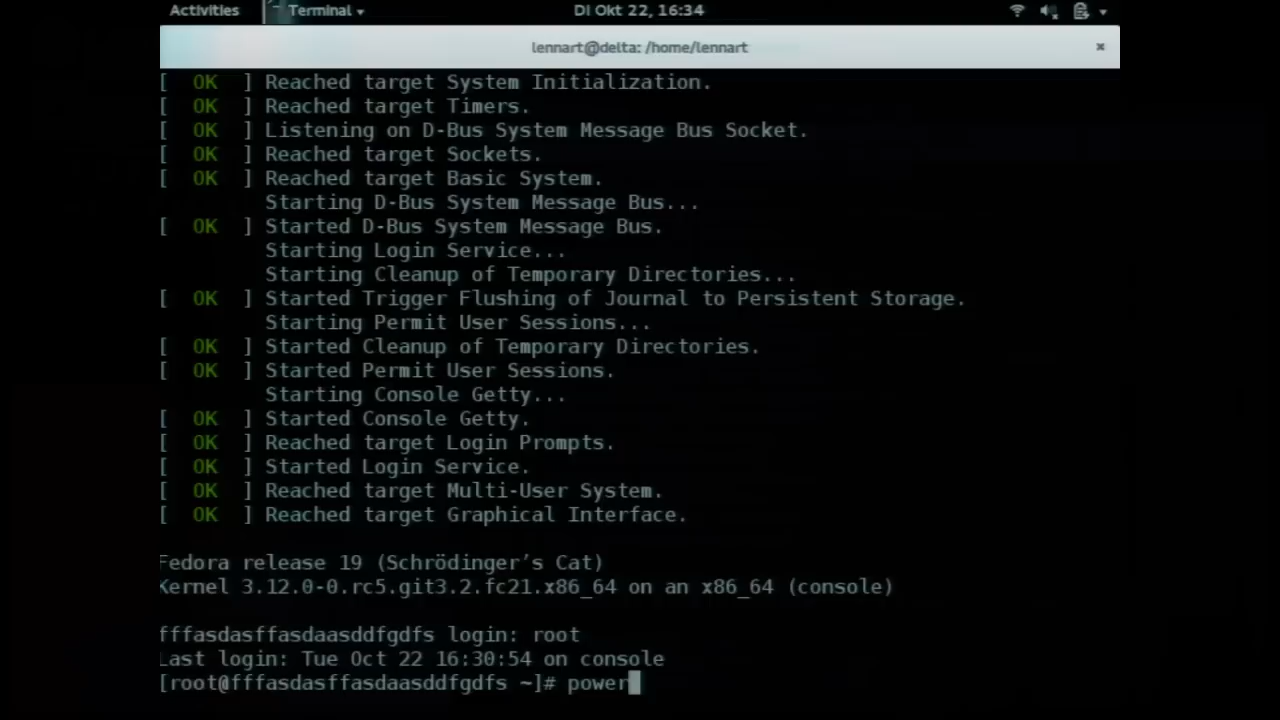 Activities Terminal DI Okt 22, 16:34
lennart@delta: /home/lennart ×
[  OK  ] Reached target System Initialization.
[  OK  ] Reached target Timers.
[  OK  ] Listening on D-Bus System Message Bus Socket.
[  OK  ] Reached target Sockets.
[  OK  ] Reached target Basic System.
Starting D-Bus System Message Bus...
[  OK  ] Started D-Bus System Message Bus.
Starting Login Service...
Starting Cleanup of Temporary Directories...
[  OK  ] Started Trigger Flushing of Journal to Persistent Storage.
Starting Permit User Sessions...
[  OK  ] Started Cleanup of Temporary Directories.
[  OK  ] Started Permit User Sessions.
Starting Console Getty...
[  OK  ] Started Console Getty.
[  OK  ] Reached target Login Prompts.
[  OK  ] Started Login Service.
[  OK  ] Reached target Multi-User System.
[  OK  ] Reached target Graphical Interface.
Fedora release 19 (Schrödinger’s Cat)
Kernel 3.12.0-0.rc5.git3.2.fc21.x86_64 on an x86_64 (console)
fffasdasffasdaasddfgdfs login: root
Last login: Tue Oct 22 16:30:54 on console
[root@fffasdasffasdaasddfgdfs ~]# power